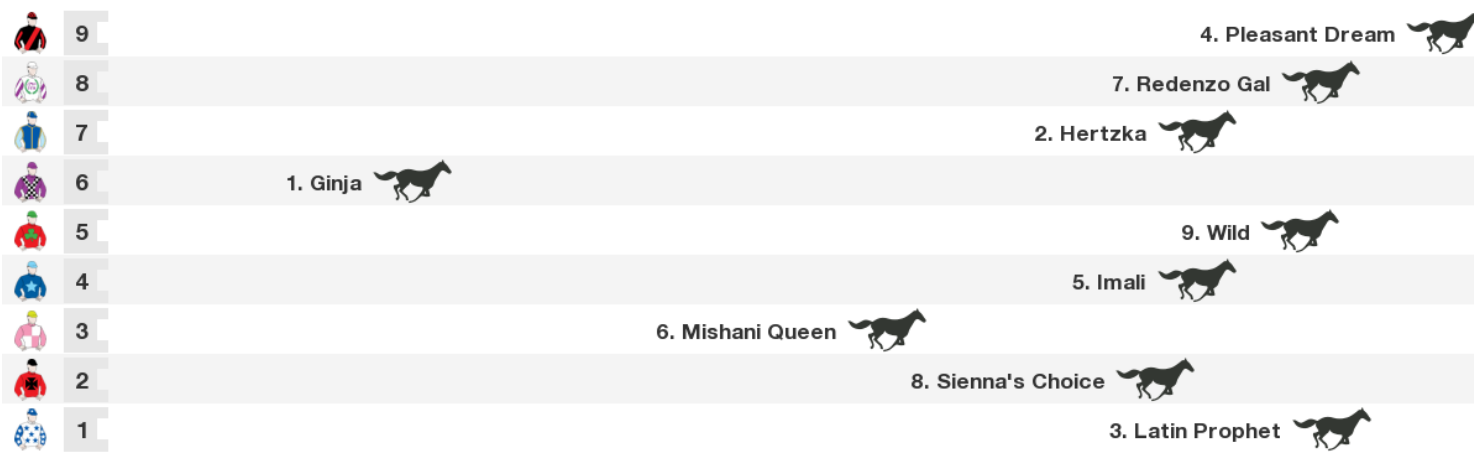 9 4. Pleasant Dream
8 7. Redenzo Gal
7 2. Hertzka
6 1. Ginja
5 9. Wild
4 5. Imali
3 6. Mishani Queen
2 8. Sienna's Choice
1 3. Latin Prophet